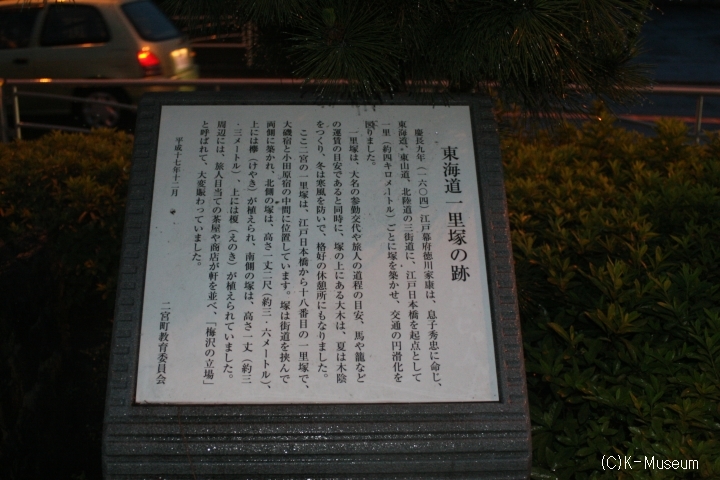 東海道一里塚の跡
慶長九年(一六〇四)江戸幕府徳川家康は、息子秀忠に命じ、
東海道、東山道、北陸道の三街道に、江戸日本橋を起点として
一里(約四キロメートル)ごとに塚を築かせ、交通の円滑化を
図りました。
一里塚は、大名の参勤交代や旅人の道程の目安、馬や籠など
の運賃の目安であると同時に、塚の上にある大木は、夏は木陰
をつくり、冬は寒風を防いで、格好の休憩所にもなりました。
ここ二宮の一里塚は、江戸日本橋から十八番目の一里塚で、
大磯宿と小田原宿の中間に位置しています。塚は街道を挟んで
両側に築かれ、北側の塚は、高さ一丈二尺(約三・六メートル)、
上には欅(けやき)が植えられ、南側の塚は、高さ一丈(約三
・三メートル)、上には榎(えのき)が植えられていました。
周辺には、旅人目当ての茶屋や商店が軒を並べ、「梅沢の立場」
と呼ばれて、大変賑わっていました。
平成十七年十二月
二宮町教育委員会
(C)K-Museum